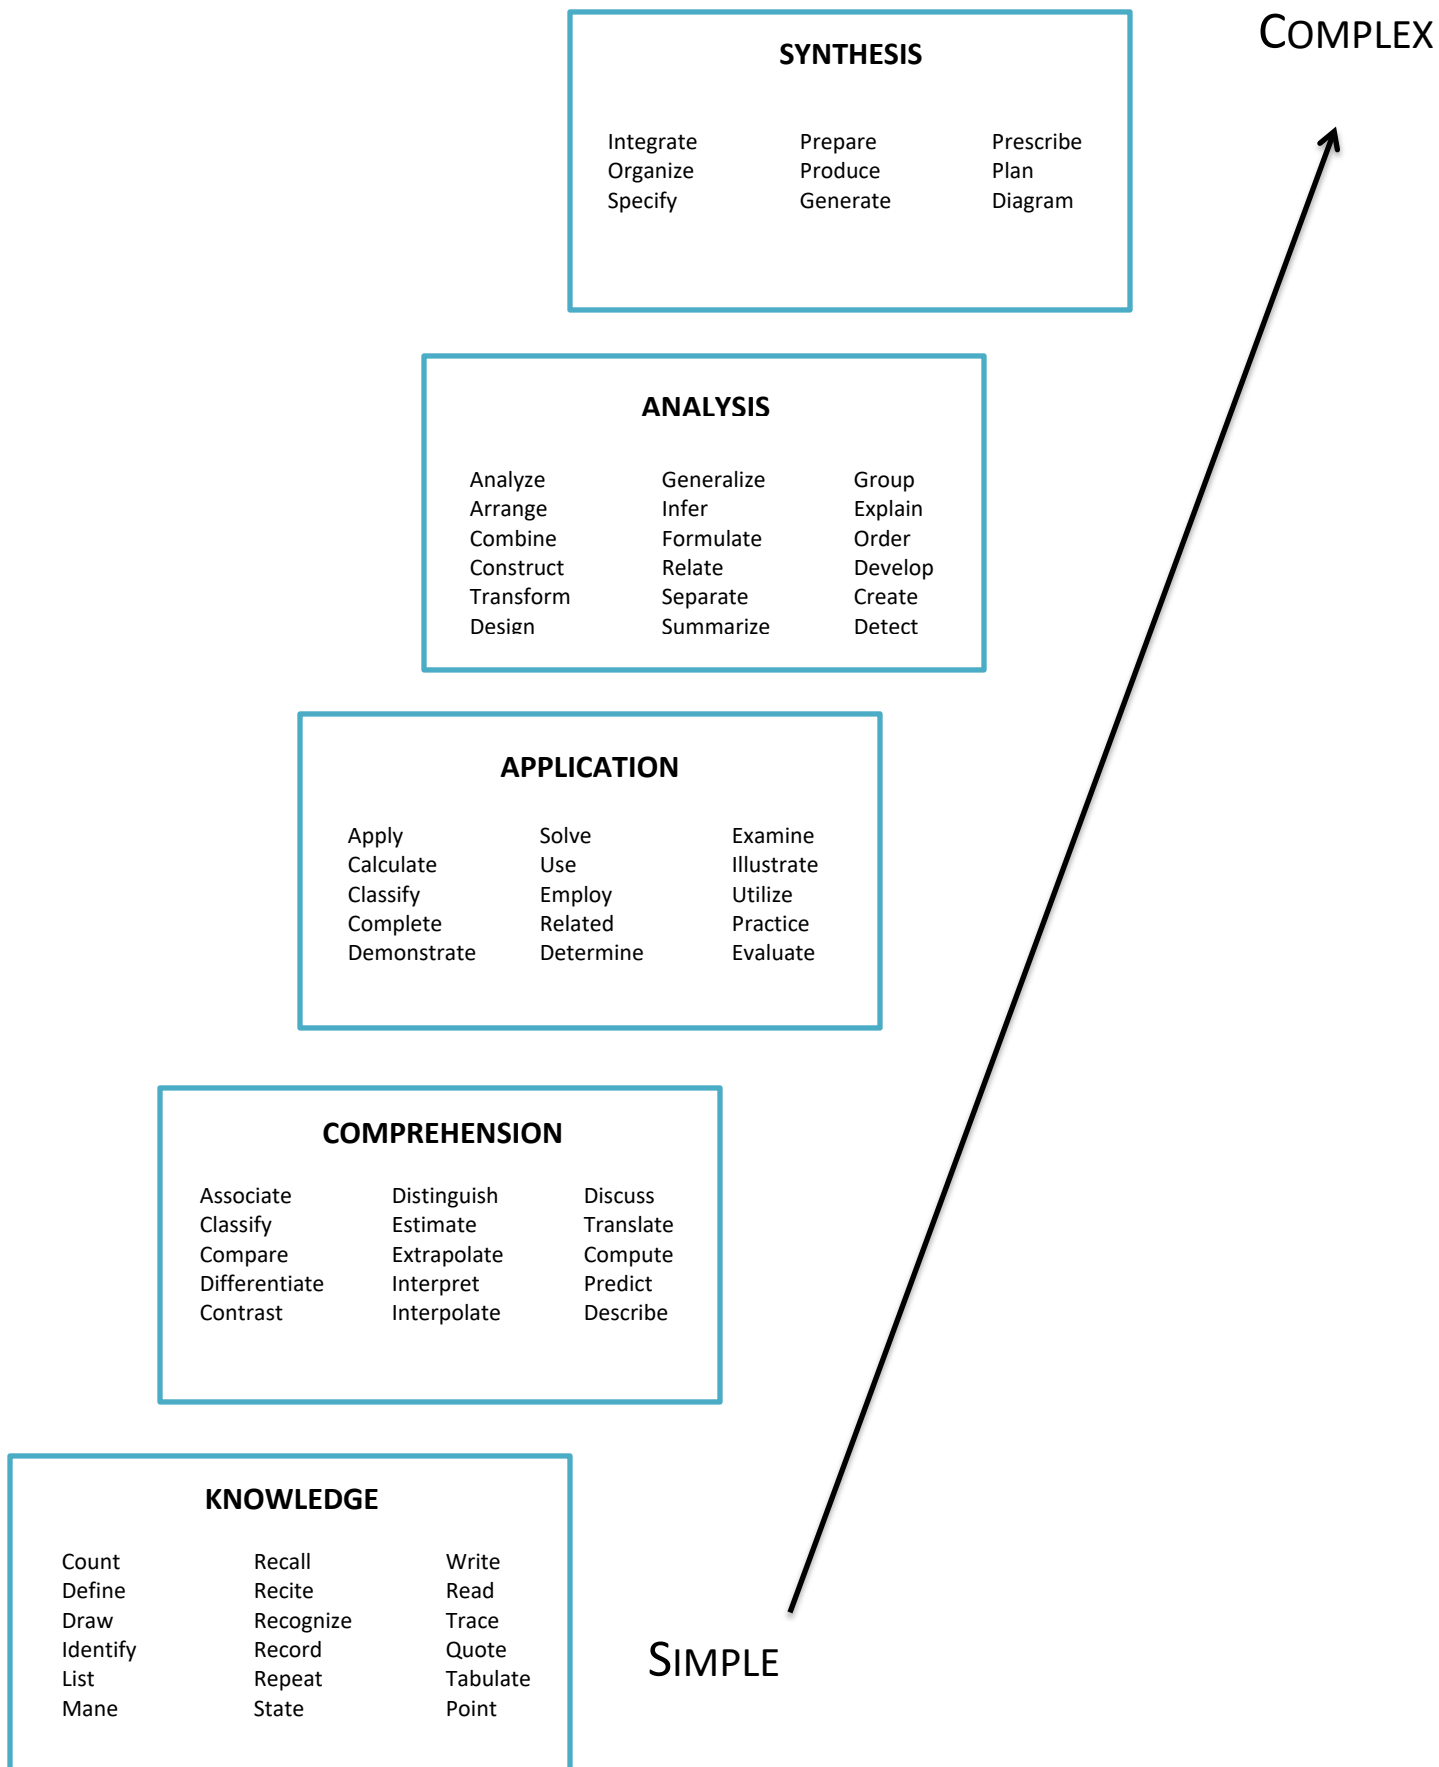 COMPLEX
SYNTHESIS
Integrate Prepare Prescribe
Organize Produce Plan
Specify Generate Diagram
ANALYSIS
Analyze Generalize Group
Arrange Infer Explain
Combine Formulate Order
Construct Relate Develop
Transform Separate Create
Design Summarize Detect
APPLICATION
Apply Solve Examine
Calculate Use Illustrate
Classify Employ Utilize
Complete Related Practice
Demonstrate Determine Evaluate
COMPREHENSION
Associate Distinguish Discuss
Classify Estimate Translate
Compare Extrapolate Compute
Differentiate Interpret Predict
Contrast Interpolate Describe
KNOWLEDGE
Count Recall Write
Define Recite Read
Draw Recognize Trace
Identify Record Quote
List Repeat Tabulate
Mane State Point
SIMPLE